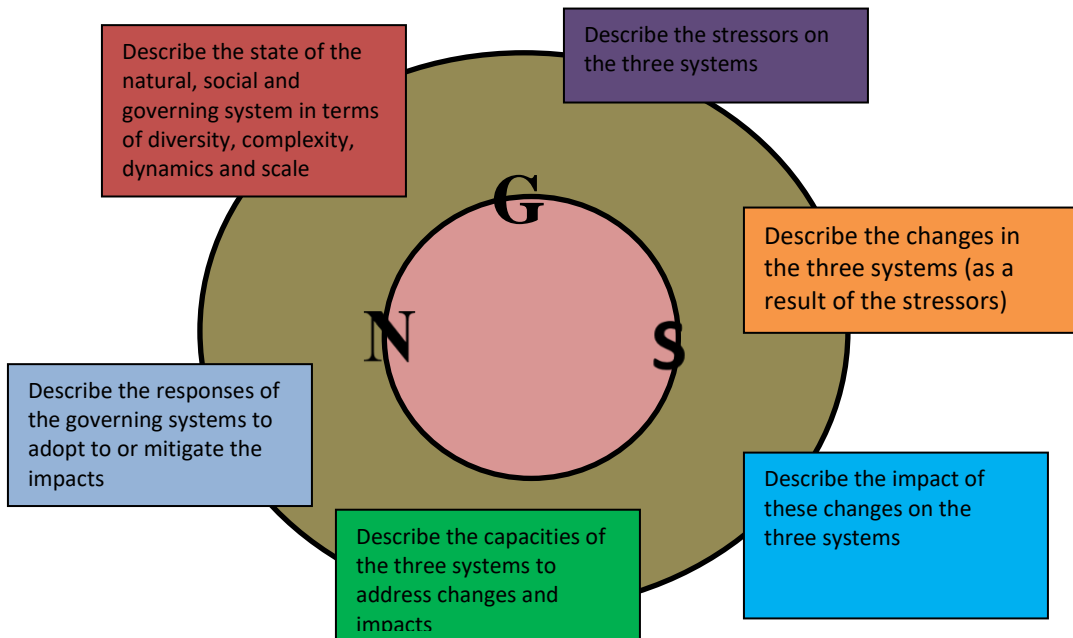 Describe the state of the
natural, social and
governing system in terms
of diversity, complexity,
dynamics and scale
Describe the stressors on
the three systems
G
Describe the changes in
the three systems (as a
result of the stressors)
N
S
Describe the responses of
the governing systems to
adopt to or mitigate the
impacts
Describe the impact of
these changes on the
three systems
Describe the capacities of
the three systems to
address changes and
impacts